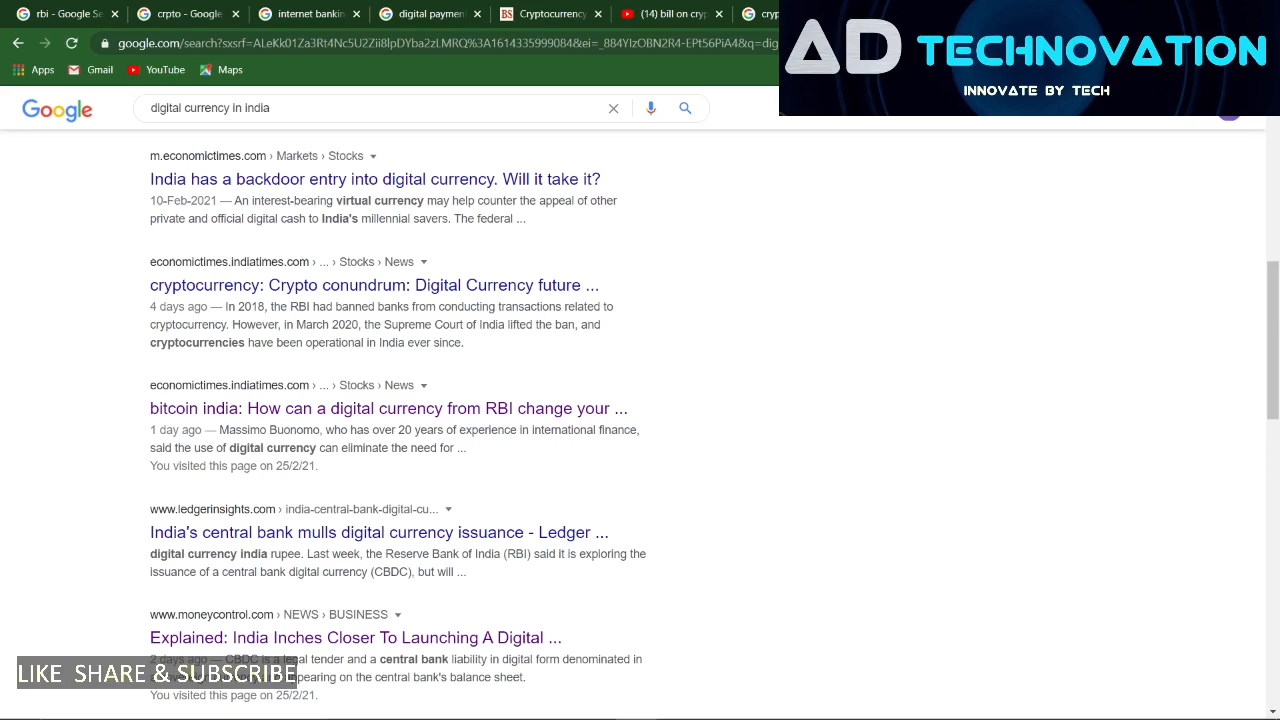 rbi - Goo
crpto in indi
internet bankin
digital paymen
Cryptocurrency
(14) bill on cryp
cryp
google.com/search?sxsrf=ALeKk01Za3Rt4Nc5U2Zii8lpDYba2zLMRQ%3A1614335999084&ei=_884YIzOBN2R4-EPt56PiA4&q=dig
AD TECHNOVATION
INNOVATE BY TECH
Apps Gmail YouTube Maps
Google
digital currency in india
m.economictimes.com › Markets › Stocks
India has a backdoor entry into digital currency. Will it take it?
10-Feb-2021 — An interest-bearing virtual currency may help counter the appeal of other
private and official digital cash to India's millennial savers. The federal ...
economictimes.indiatimes.com › ... › Stocks › News
cryptocurrency: Crypto conundrum: Digital Currency future ...
4 days ago — In 2018, the RBI had banned banks from conducting transactions related to
cryptocurrency. However, in March 2020, the Supreme Court of India lifted the ban, and
cryptocurrencies have been operational in India ever since.
economictimes.indiatimes.com › ... › Stocks › News
bitcoin india: How can a digital currency from RBI change your ...
1 day ago — Massimo Buonomo, who has over 20 years of experience in international finance,
said the use of digital currency can eliminate the need for ...
You visited this page on 25/2/21.
www.ledgerinsights.com › india-central-bank-digital-cu...
India's central bank mulls digital currency issuance - Ledger ...
digital currency india rupee. Last week, the Reserve Bank of India (RBI) said it is exploring the
issuance of a central bank digital currency (CBDC), but will ...
www.moneycontrol.com › NEWS › BUSINESS
Explained: India Inches Closer To Launching A Digital ...
2 days ago — CBDC is a legal tender and a central bank liability in digital form denominated in
appearing on the central bank's balance sheet.
LIKE SHARE & SUBSCRIBE
You visited this page on 25/2/21.